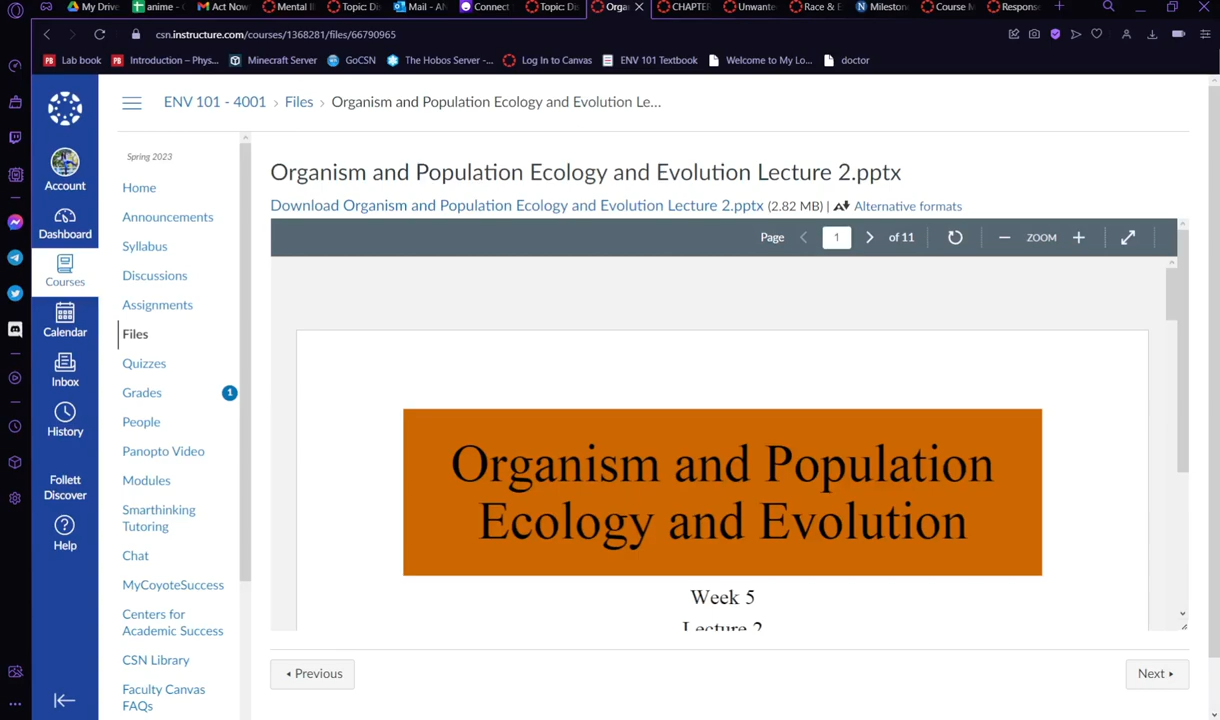 My Drive
anime -
Act Now
Mental
Topic: Di
Mail - A
Connect
Topic: Di
Orga
CHAPTER
Unwante
Race & E
Milestone
Course M
Response
csn.instructure.com/courses/1368281/files/66790965
Lab book
Introduction – Phys...
Minecraft Server
GoCSN
The Hobos Server -...
Log In to Canvas
ENV 101 Textbook
Welcome to My Lo...
doctor
ENV 101 - 4001 › Files › Organism and Population Ecology and Evolution Le...
Account
Dashboard
Courses
Calendar
Inbox
History
Follett
Discover
Help
Spring 2023
Home
Announcements
Syllabus
Discussions
Assignments
Files
Quizzes
Grades 1
People
Panopto Video
Modules
Smarthinking
Tutoring
Chat
MyCoyoteSuccess
Centers for
Academic Success
CSN Library
Faculty Canvas
FAQs
Organism and Population Ecology and Evolution Lecture 2.pptx
Download Organism and Population Ecology and Evolution Lecture 2.pptx (2.82 MB) | Alternative formats
Page 1 of 11 ZOOM
Organism and Population
Ecology and Evolution
Week 5
Lecture 2
Previous
Next